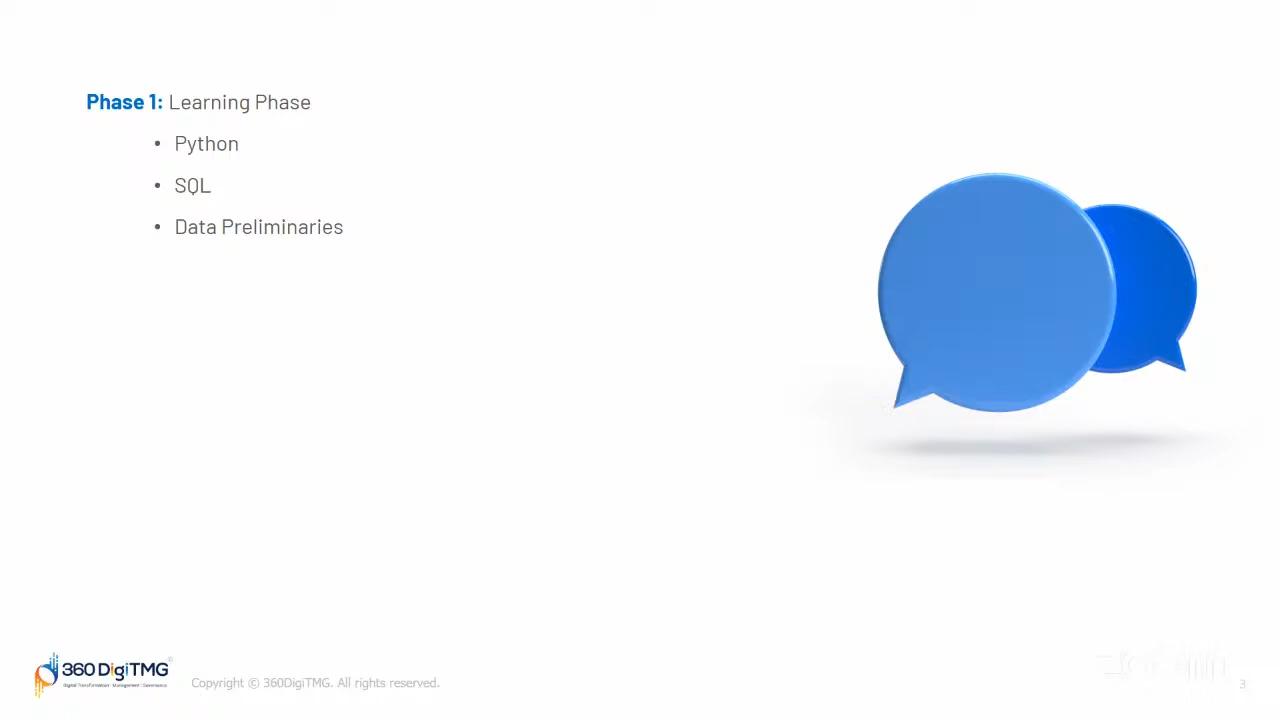 Phase 1: Learning Phase
• Python
• SQL
• Data Preliminaries
360DigiTMG
Digital Transformation | Management | Governance
Copyright © 360DigiTMG. All rights reserved.
3